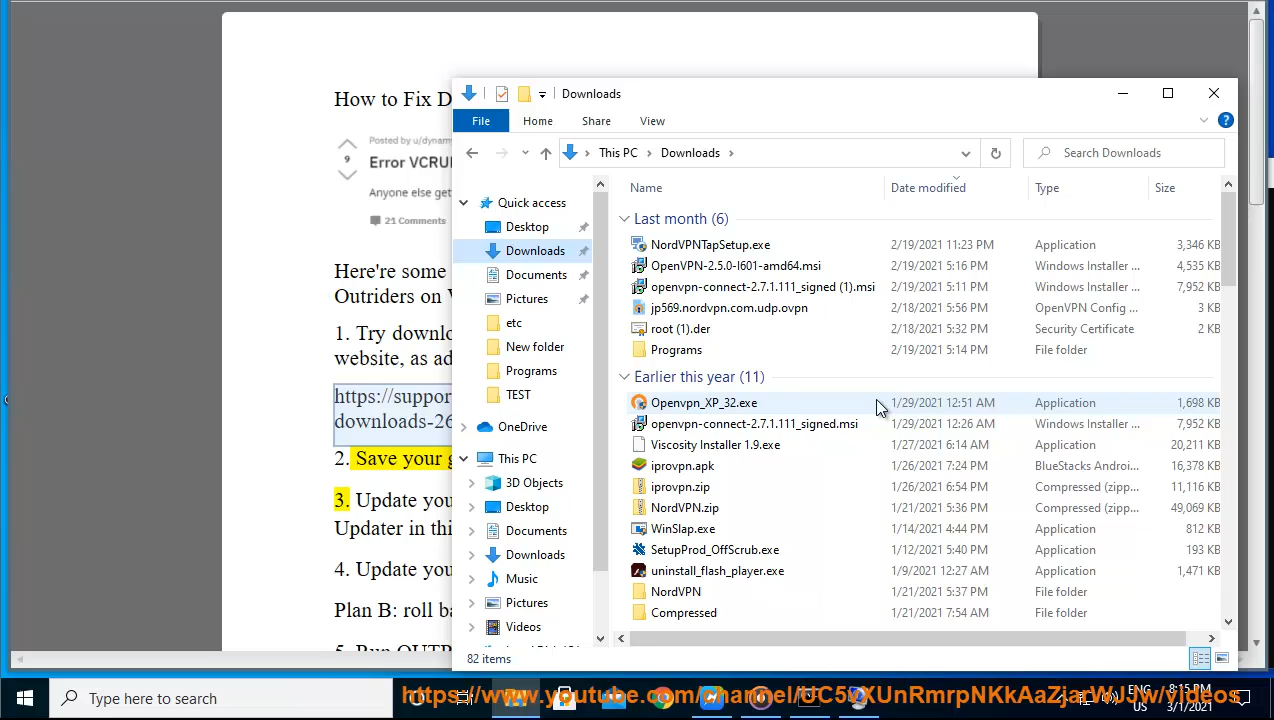 How to Fix D
Posted by u/dynam
9
Error VCRUI
Anyone else get
21 Comments
Here're some
Outriders on
1. Try downlo
website, as ad
https://suppor
downloads-26
2. Save your g
3. Update you
Updater in thi
4. Update you
Plan B: roll ba
Downloads
File Home Share View
This PC Downloads
Search Downloads
Name Date modified Type Size
Quick access
Desktop
Downloads
Documents
Pictures
etc
New folder
Programs
TEST
OneDrive
This PC
3D Objects
Desktop
Documents
Downloads
Music
Pictures
Videos
Last month (6)
NordVPNTapSetup.exe 2/19/2021 11:23 PM Application 3,346 KB
OpenVPN-2.5.0-I601-amd64.msi 2/19/2021 5:16 PM Windows Installer ... 4,535 KB
openvpn-connect-2.7.1.111_signed (1).msi 2/19/2021 5:11 PM Windows Installer ... 7,952 KB
jp569.nordvpn.com.udp.ovpn 2/18/2021 5:56 PM OpenVPN Config ... 3 KB
root (1).der 2/18/2021 5:32 PM Security Certificate 2 KB
Programs 2/19/2021 5:14 PM File folder
Earlier this year (11)
Openvpn_XP_32.exe 1/29/2021 12:51 AM Application 1,698 KB
openvpn-connect-2.7.1.111_signed.msi 1/29/2021 12:26 AM Windows Installer ... 7,952 KB
Viscosity Installer 1.9.exe 1/27/2021 6:14 AM Application 20,211 KB
iprovpn.apk 1/26/2021 7:24 PM BlueStacks Androi... 16,378 KB
iprovpn.zip 1/26/2021 6:54 PM Compressed (zipp... 11,116 KB
NordVPN.zip 1/21/2021 5:36 PM Compressed (zipp... 49,069 KB
WinSlap.exe 1/14/2021 4:44 PM Application 812 KB
SetupProd_OffScrub.exe 1/12/2021 5:40 PM Application 193 KB
uninstall_flash_player.exe 1/9/2021 12:27 AM Application 1,471 KB
NordVPN 1/21/2021 5:37 PM File folder
Compressed 1/21/2021 7:54 AM File folder
82 items
Type here to search
ENG 8:15 PM
US 3/1/2021